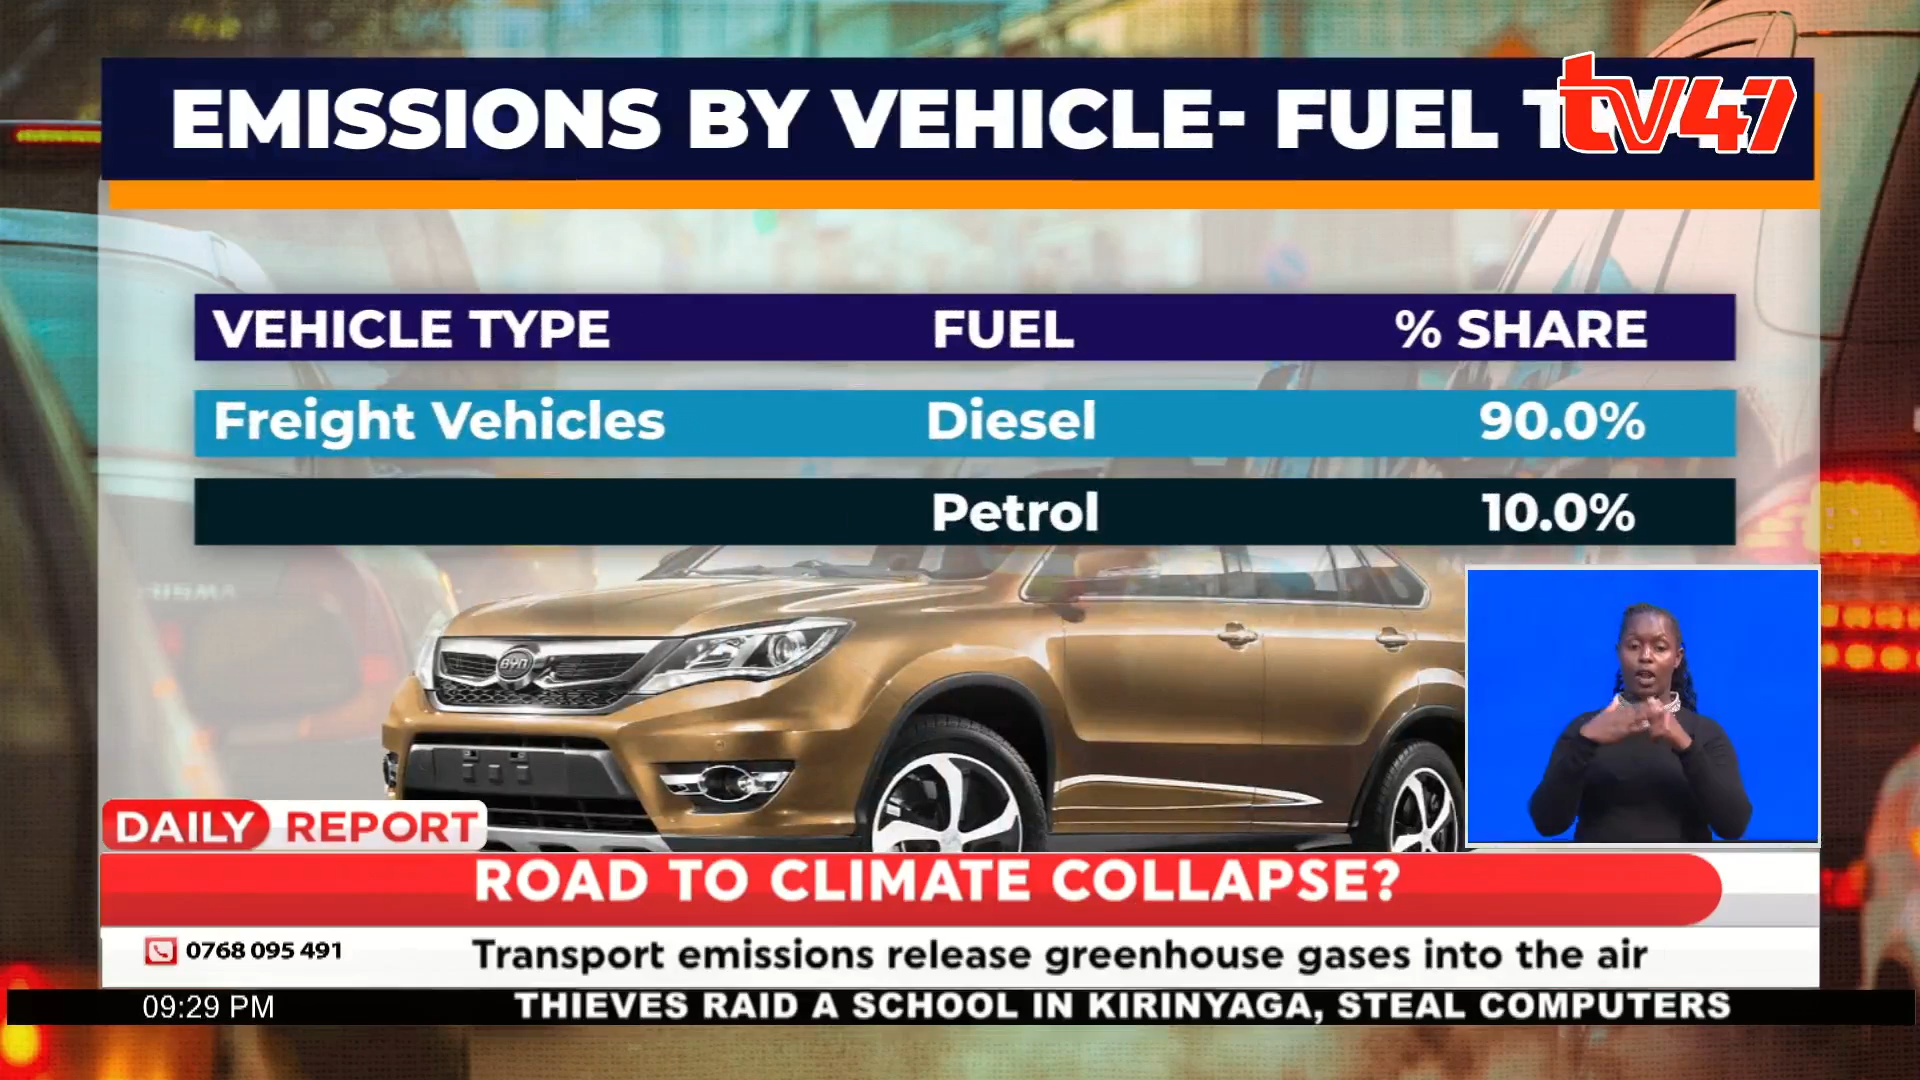 EMISSIONS BY VEHICLE- FUEL
tv47
VEHICLE TYPE FUEL % SHARE
Freight Vehicles Diesel 90.0%
Petrol 10.0%
BYD
DAILY REPORT
ROAD TO CLIMATE COLLAPSE?
0768 095 491 Transport emissions release greenhouse gases into the air
09:29 PM THIEVES RAID A SCHOOL IN KIRINYAGA, STEAL COMPUTERS